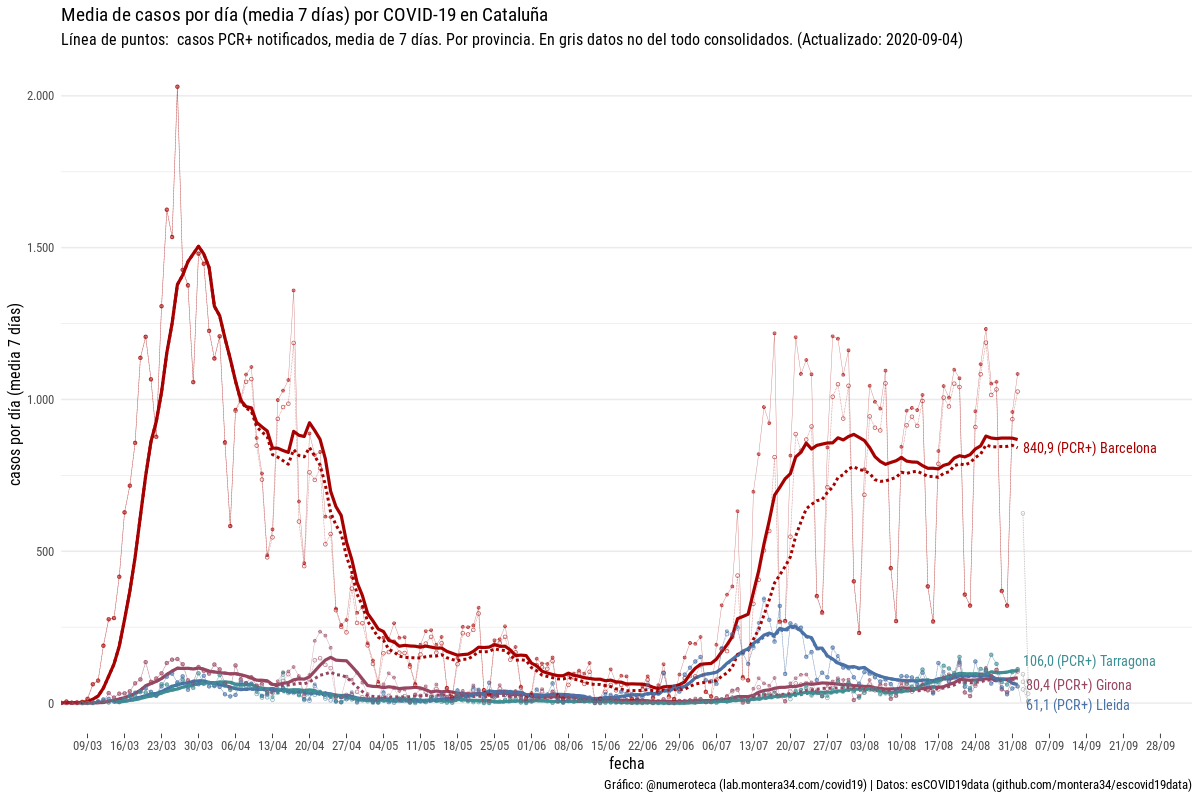 Media de casos por día (media 7 días) por COVID-19 en Cataluña
Línea de puntos:  casos PCR+ notificados, media de 7 días. Por provincia. En gris datos no del todo consolidados. (Actualizado: 2020-09-04)
casos por día (media 7 días)
2.000
1.500
1.000
500
0
840,9 (PCR+) Barcelona
106,0 (PCR+) Tarragona
80,4 (PCR+) Girona
61,1 (PCR+) Lleida
09/03 16/03 23/03 30/03 06/04 13/04 20/04 27/04 04/05 11/05 18/05 25/05 01/06 08/06 15/06 22/06 29/06 06/07 13/07 20/07 27/07 03/08 10/08 17/08 24/08 31/08 07/09 14/09 21/09 28/09
fecha
Gráfico: @numeroteca (lab.montera34.com/covid19) | Datos: esCOVID19data (github.com/montera34/escovid19data)